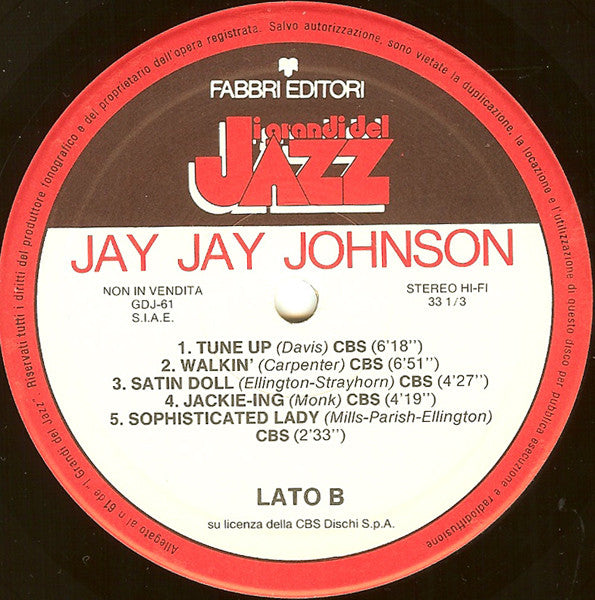 FABBRI EDITORI
i grandi del
JAZZ
JAY JAY JOHNSON
NON IN VENDITA
GDJ-61
S.I.A.E.
STEREO HI-FI
33 1/3
1. TUNE UP (Davis) CBS (6'18'')
2. WALKIN' (Carpenter) CBS (6'51'')
3. SATIN DOLL (Ellington-Strayhorn) CBS (4'27'')
4. JACKIE-ING (Monk) CBS (4'19'')
5. SOPHISTICATED LADY (Mills-Parish-Ellington)
CBS (2'33'')
LATO B
su licenza della CBS Dischi S.p.A.
Allegato al n 61 de "I Grandi del Jazz". Riservati tutti i diritti del produttore fonografico e del proprietario dell'opera registrata. Salvo autorizzazione, sono vietate la duplicazione, la locazione e l'utilizzazione di questo disco per pubblica esecuzione e radiodiffusione